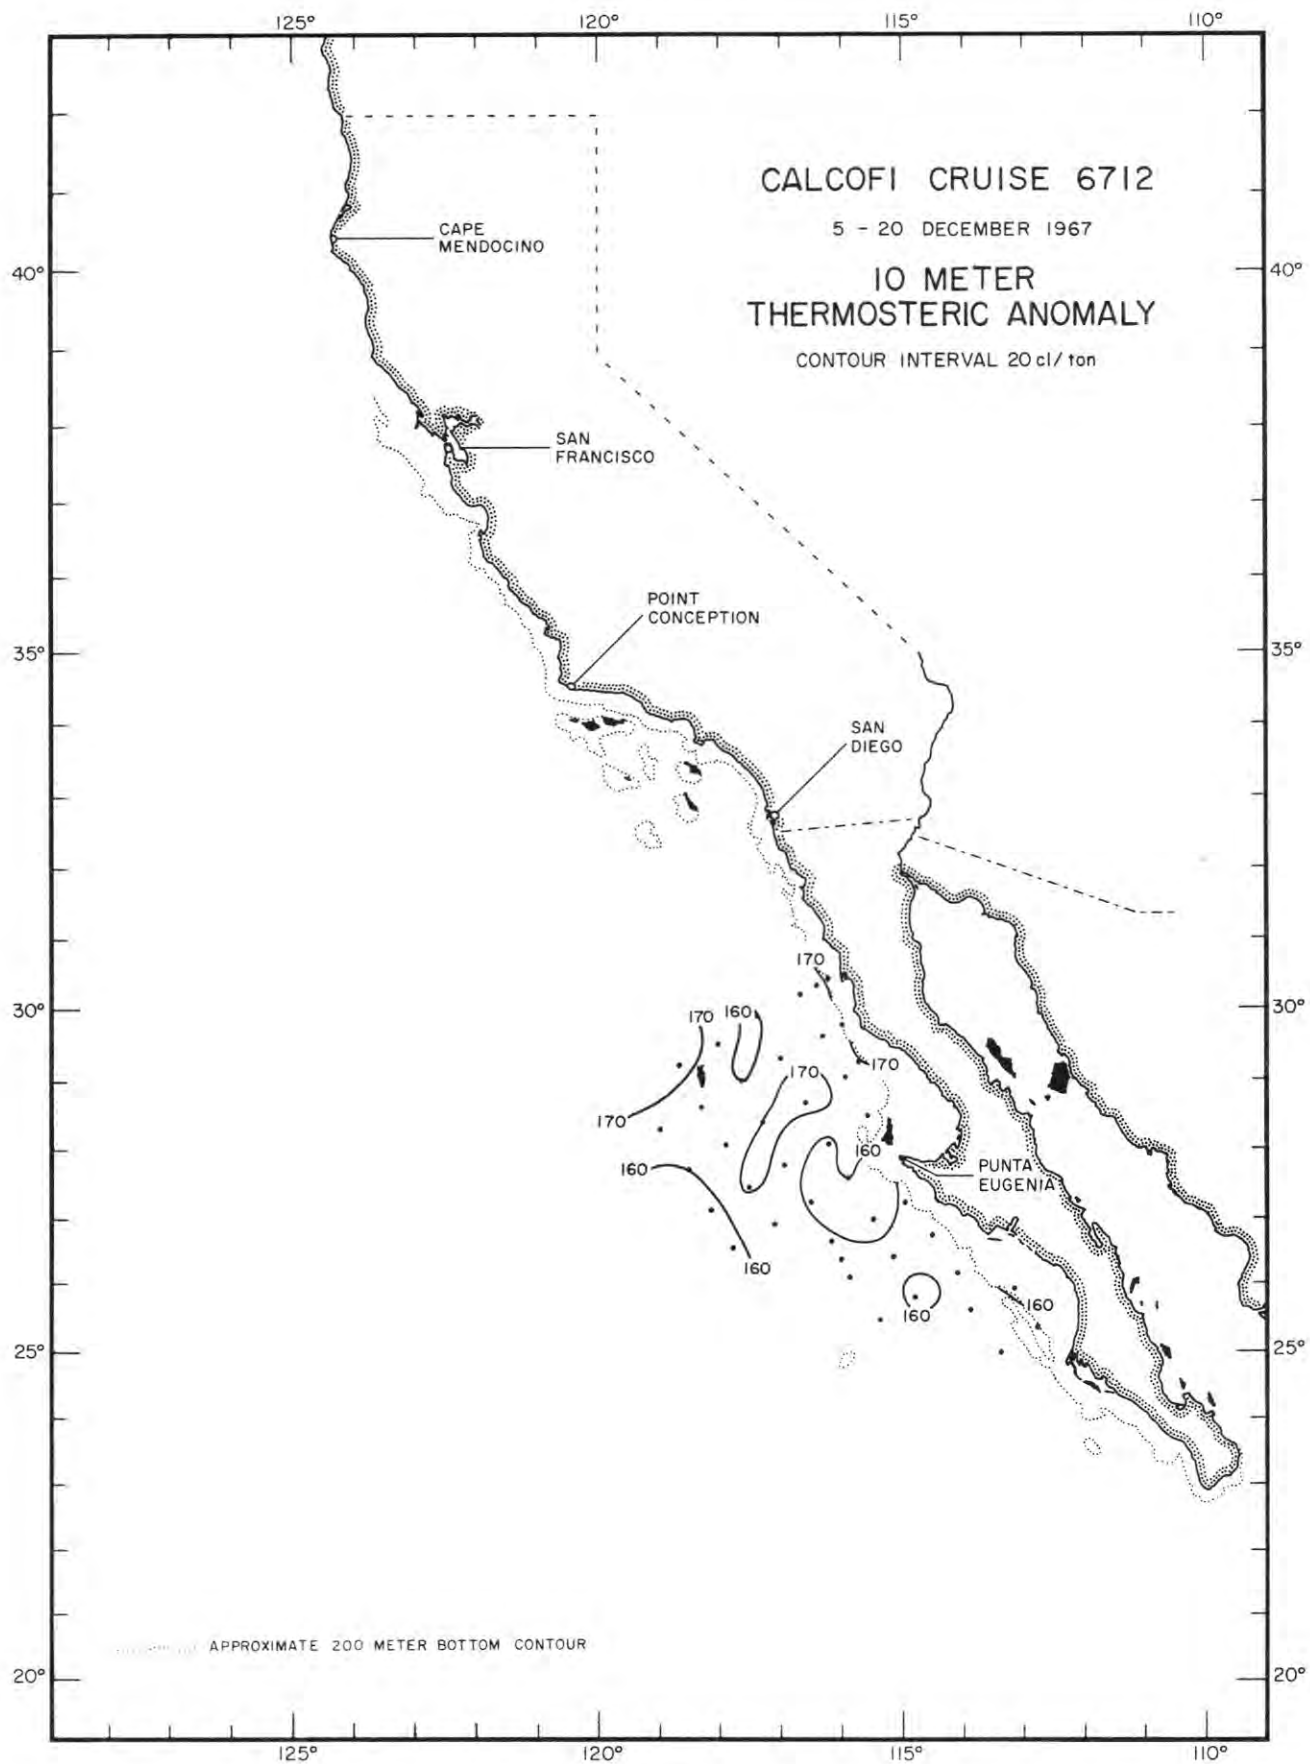 125°
120°
115°
110°
CALCOFI CRUISE 6712
5 - 20 DECEMBER 1967
10 METER
THERMOSTERIC ANOMALY
CONTOUR INTERVAL 20 cl/ton
CAPE
MENDOCINO
40°
40°
SAN
FRANCISCO
POINT
CONCEPTION
35°
35°
SAN
DIEGO
170
30°
30°
170
160
170
170
170
160
160
PUNTA
EUGENIA
160
160
160
25°
25°
APPROXIMATE 200 METER BOTTOM CONTOUR
20°
20°
125°
120°
115°
110°